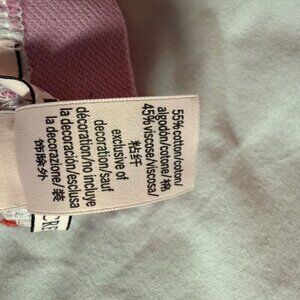 55% cotton/coton/
algodón/cotone/棉
45% viscose/viscosa/
粘纤
exclusive of
decoration/sauf
décoration/no incluye
la decoración/esclusa
la decorazione/装
饰除外